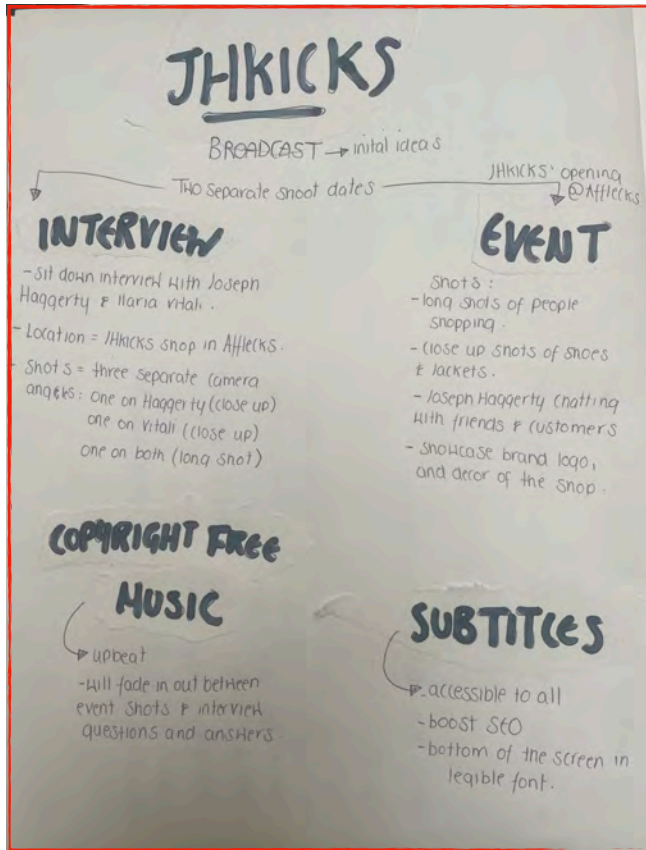 JHKICKS
BROADCAST → inital ideas
Two separate shoot dates
JHKICKS' opening
@Afflecks
INTERVIEW
- Sit down interview with Joseph
Haggerty & Ilaria Vitali.
- Location = JHKICKS shop in Afflecks.
- Shots = three separate camera
angles: one on Haggerty (close up)
one on Vitali (close up)
one on both (long shot)
EVENT
Shots:
- long shots of people
shopping.
- close up shots of shoes
& Jackets.
- Joseph Haggerty chatting
with friends & customers
- showcase brand logo,
and decor of the shop.
COPYRIGHT FREE
MUSIC
upbeat
- will fade in out between
event shots & interview
questions and answers.
SUBTITLES
- accessible to all
- boost SEO
- bottom of the screen in
legible font.